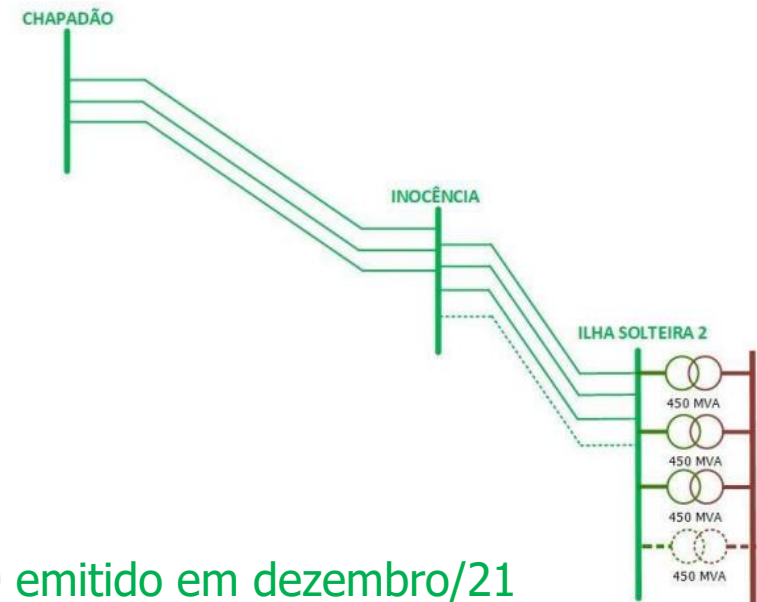 CHAPADÃO
INOCÊNCIA
ILHA SOLTEIRA 2
450 MVA
450 MVA
450 MVA
450 MVA
emitido em dezembro/21